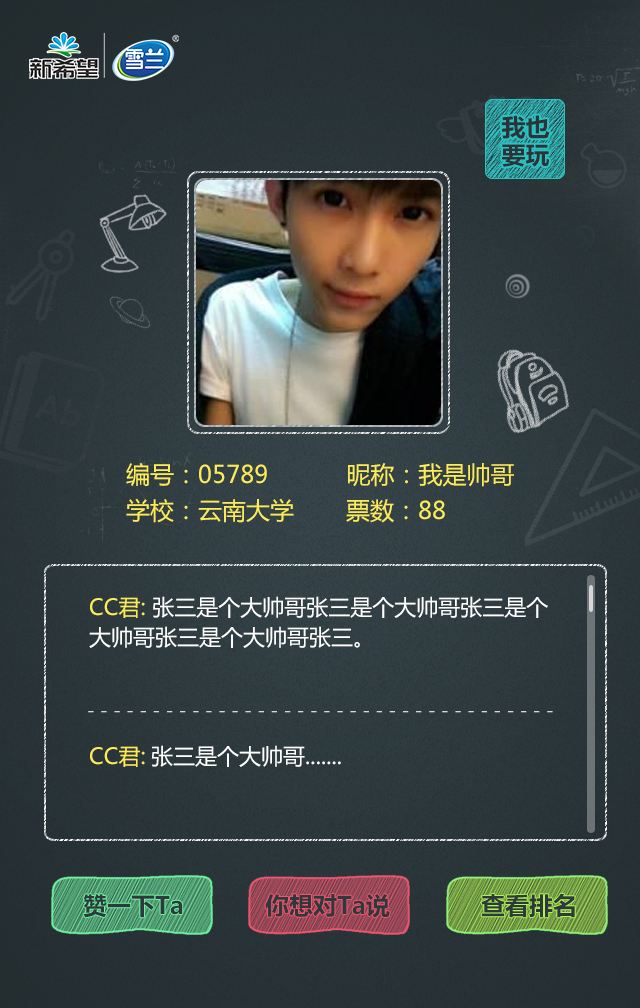 新希望
雪兰®
我也
要玩
编号：05789
昵称：我是帅哥
学校：云南大学
票数：88
CC君: 张三是个大帅哥张三是个大帅哥张三是个
大帅哥张三是个大帅哥张三。
CC君: 张三是个大帅哥.......
赞一下Ta
你想对Ta说
查看排名